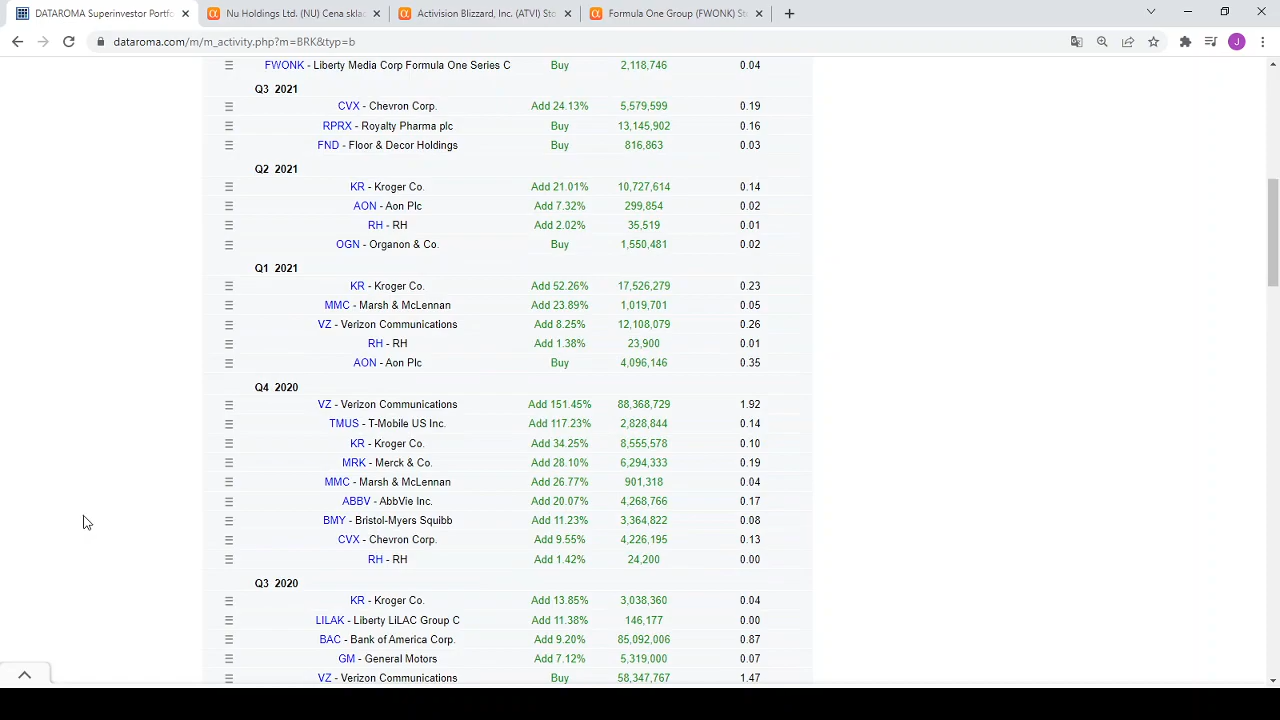 DATAROMA Superinvestor Portfo
Nu Holdings Ltd. (NU) Cena skla
Activision Blizzard, Inc. (ATVI) Sto
Formula One Group (FWONK) St
dataroma.com/m/m_activity.php?m=BRK&typ=b
J
FWONK - Liberty Media Corp Formula One Series C Buy 2,118,746 0.04
Q3 2021
CVX - Chevron Corp. Add 24.13% 5,579,599 0.19
RPRX - Royalty Pharma plc Buy 13,145,902 0.16
FND - Floor & Decor Holdings Buy 816,863 0.03
Q2 2021
KR - Kroger Co. Add 21.01% 10,727,614 0.14
AON - Aon Plc Add 7.32% 299,854 0.02
RH - RH Add 2.02% 35,519 0.01
OGN - Organon & Co. Buy 1,550,481 0.02
Q1 2021
KR - Kroger Co. Add 52.26% 17,526,279 0.23
MMC - Marsh & McLennan Add 23.89% 1,019,701 0.05
VZ - Verizon Communications Add 8.25% 12,108,079 0.26
RH - RH Add 1.38% 23,900 0.01
AON - Aon Plc Buy 4,096,146 0.35
Q4 2020
VZ - Verizon Communications Add 151.45% 88,368,729 1.92
TMUS - T-Mobile US Inc. Add 117.23% 2,828,844 0.14
KR - Kroger Co. Add 34.25% 8,555,578 0.10
MRK - Merck & Co. Add 28.10% 6,294,333 0.19
MMC - Marsh & McLennan Add 26.77% 901,318 0.04
ABBV - AbbVie Inc. Add 20.07% 4,268,766 0.17
BMY - Bristol-Myers Squibb Add 11.23% 3,364,822 0.08
CVX - Chevron Corp. Add 9.55% 4,226,195 0.13
RH - RH Add 1.42% 24,200 0.00
Q3 2020
KR - Kroger Co. Add 13.85% 3,038,360 0.04
LILAK - Liberty LILAC Group C Add 11.38% 146,177 0.00
BAC - Bank of America Corp. Add 9.20% 85,092,006 0.87
GM - General Motors Add 7.12% 5,319,000 0.07
VZ - Verizon Communications Buy 58,347,767 1.47